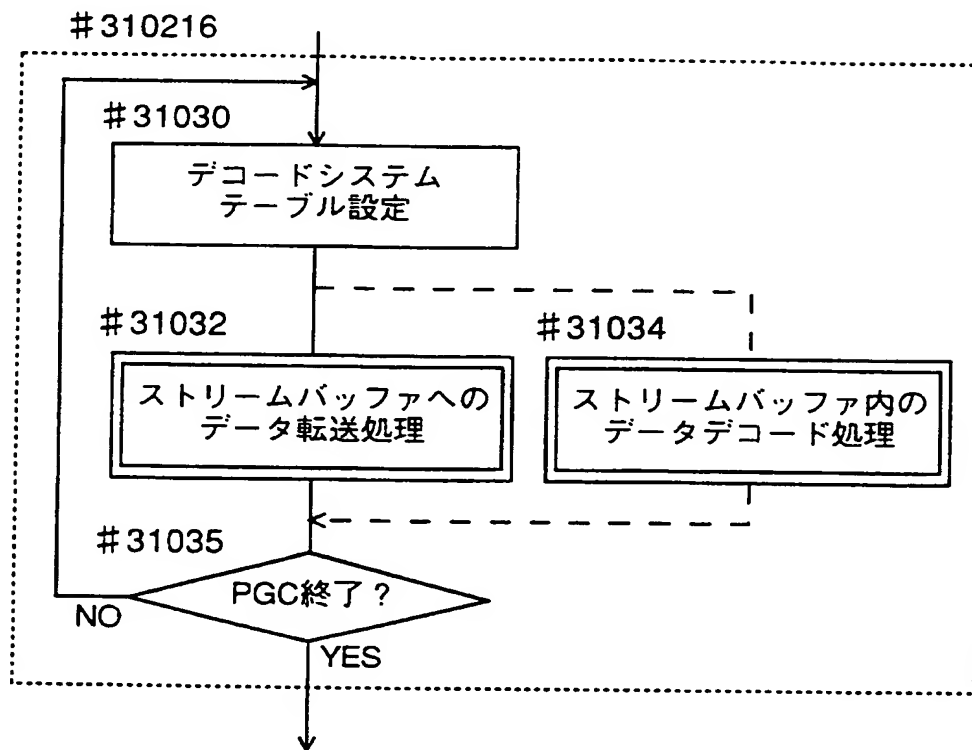 #310216
#31030
デコードシステム
テーブル設定
#31032
#31034
ストリームバッファへの
データ転送処理
ストリームバッファ内の
データデコード処理
#31035
PGC終了?
NO
YES